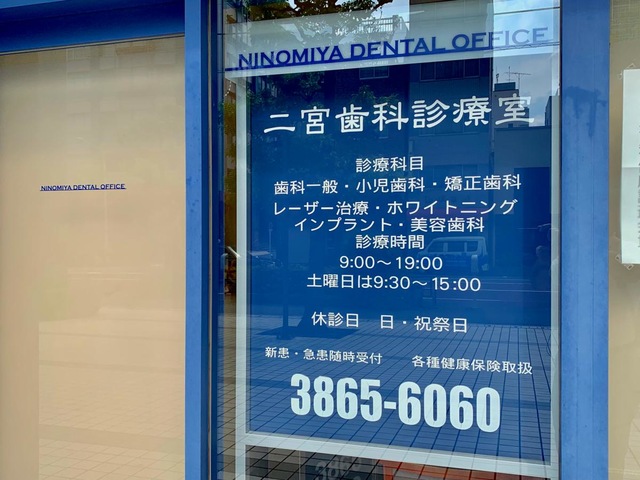 NINOMIYA DENTAL OFFICE
NINOMIYA DENTAL OFFICE
二宮歯科診療室
診療科目
歯科一般・小児歯科・矯正歯科
レーザー治療・ホワイトニング
インプラント・美容歯科
診療時間
9:00～19:00
土曜日は9:30～15:00
休診日　日・祝祭日
新患・急患随時受付　各種健康保険取扱
3865-6060